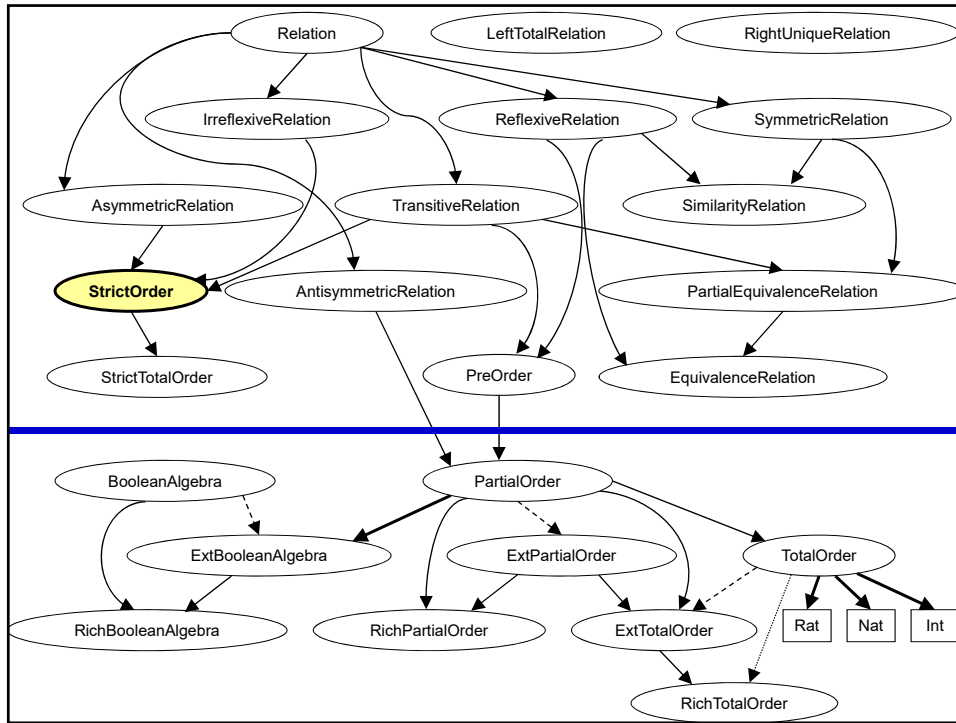 Relation
LeftTotalRelation
RightUniqueRelation
IrreflexiveRelation
ReflexiveRelation
SymmetricRelation
AsymmetricRelation
TransitiveRelation
SimilarityRelation
StrictOrder
AntisymmetricRelation
PartialEquivalenceRelation
StrictTotalOrder
PreOrder
EquivalenceRelation
BooleanAlgebra
PartialOrder
ExtBooleanAlgebra
ExtPartialOrder
TotalOrder
RichBooleanAlgebra
RichPartialOrder
ExtTotalOrder
Rat
Nat
Int
RichTotalOrder